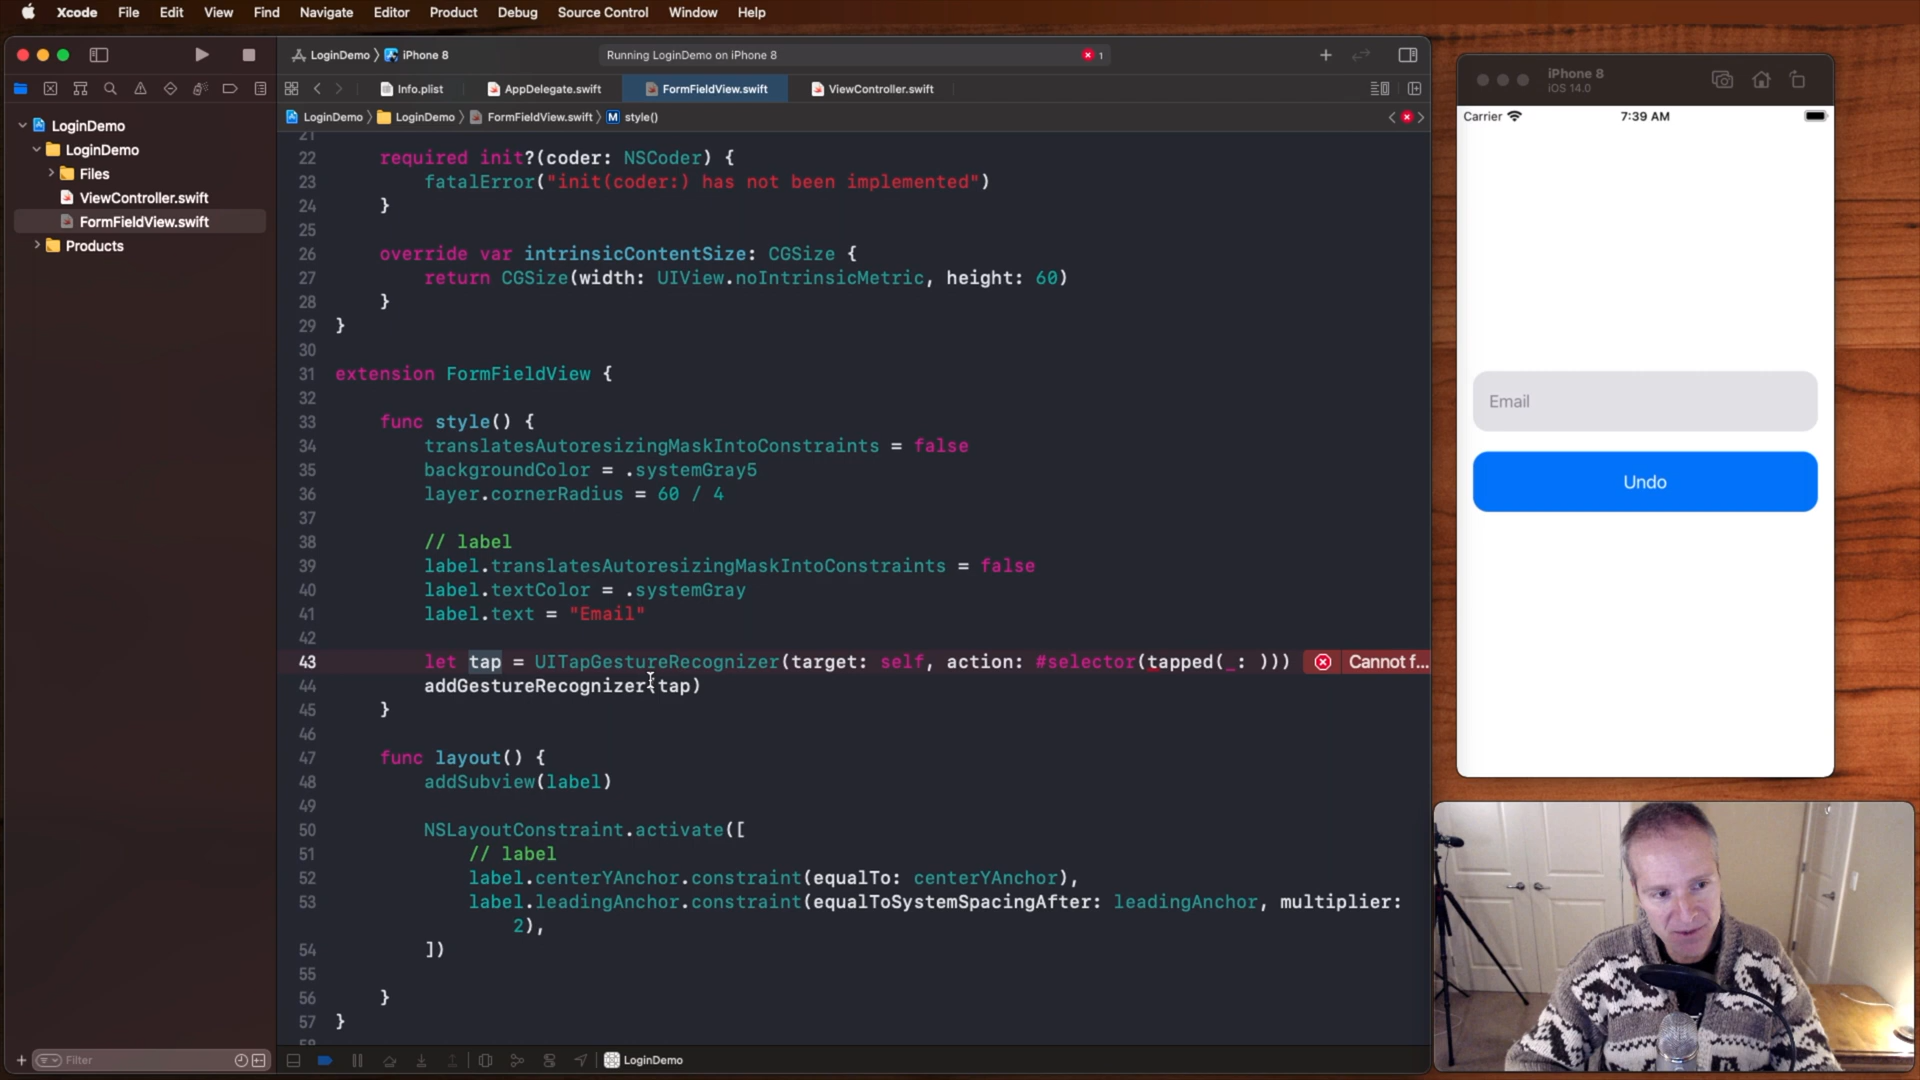 Xcode File Edit View Find Navigate Editor Product Debug Source Control Window Help
LoginDemo 〉 iPhone 8
Running LoginDemo on iPhone 8
1
Info.plist
AppDelegate.swift
FormFieldView.swift
ViewController.swift
LoginDemo 〉 LoginDemo 〉 FormFieldView.swift 〉 M style()
LoginDemo
LoginDemo
Files
ViewController.swift
FormFieldView.swift
Products
Filter
21
22 required init?(coder: NSCoder) {
23 fatalError("init(coder:) has not been implemented")
24 }
25
26 override var intrinsicContentSize: CGSize {
27 return CGSize(width: UIView.noIntrinsicMetric, height: 60)
28 }
29 }
30
31 extension FormFieldView {
32
33 func style() {
34 translatesAutoresizingMaskIntoConstraints = false
35 backgroundColor = .systemGray5
36 layer.cornerRadius = 60 / 4
37
38 // label
39 label.translatesAutoresizingMaskIntoConstraints = false
40 label.textColor = .systemGray
41 label.text = "Email"
42
43 let tap = UITapGestureRecognizer(target: self, action: #selector(tapped(_: ))) Cannot f...
44 addGestureRecognizer(tap)
45 }
46
47 func layout() {
48 addSubview(label)
49
50 NSLayoutConstraint.activate([
51 // label
52 label.centerYAnchor.constraint(equalTo: centerYAnchor),
53 label.leadingAnchor.constraint(equalToSystemSpacingAfter: leadingAnchor, multiplier:
2),
54 ])
55
56 }
57 }
58
LoginDemo
iPhone 8
iOS 14.0
Carrier 7:39 AM
Email
Undo